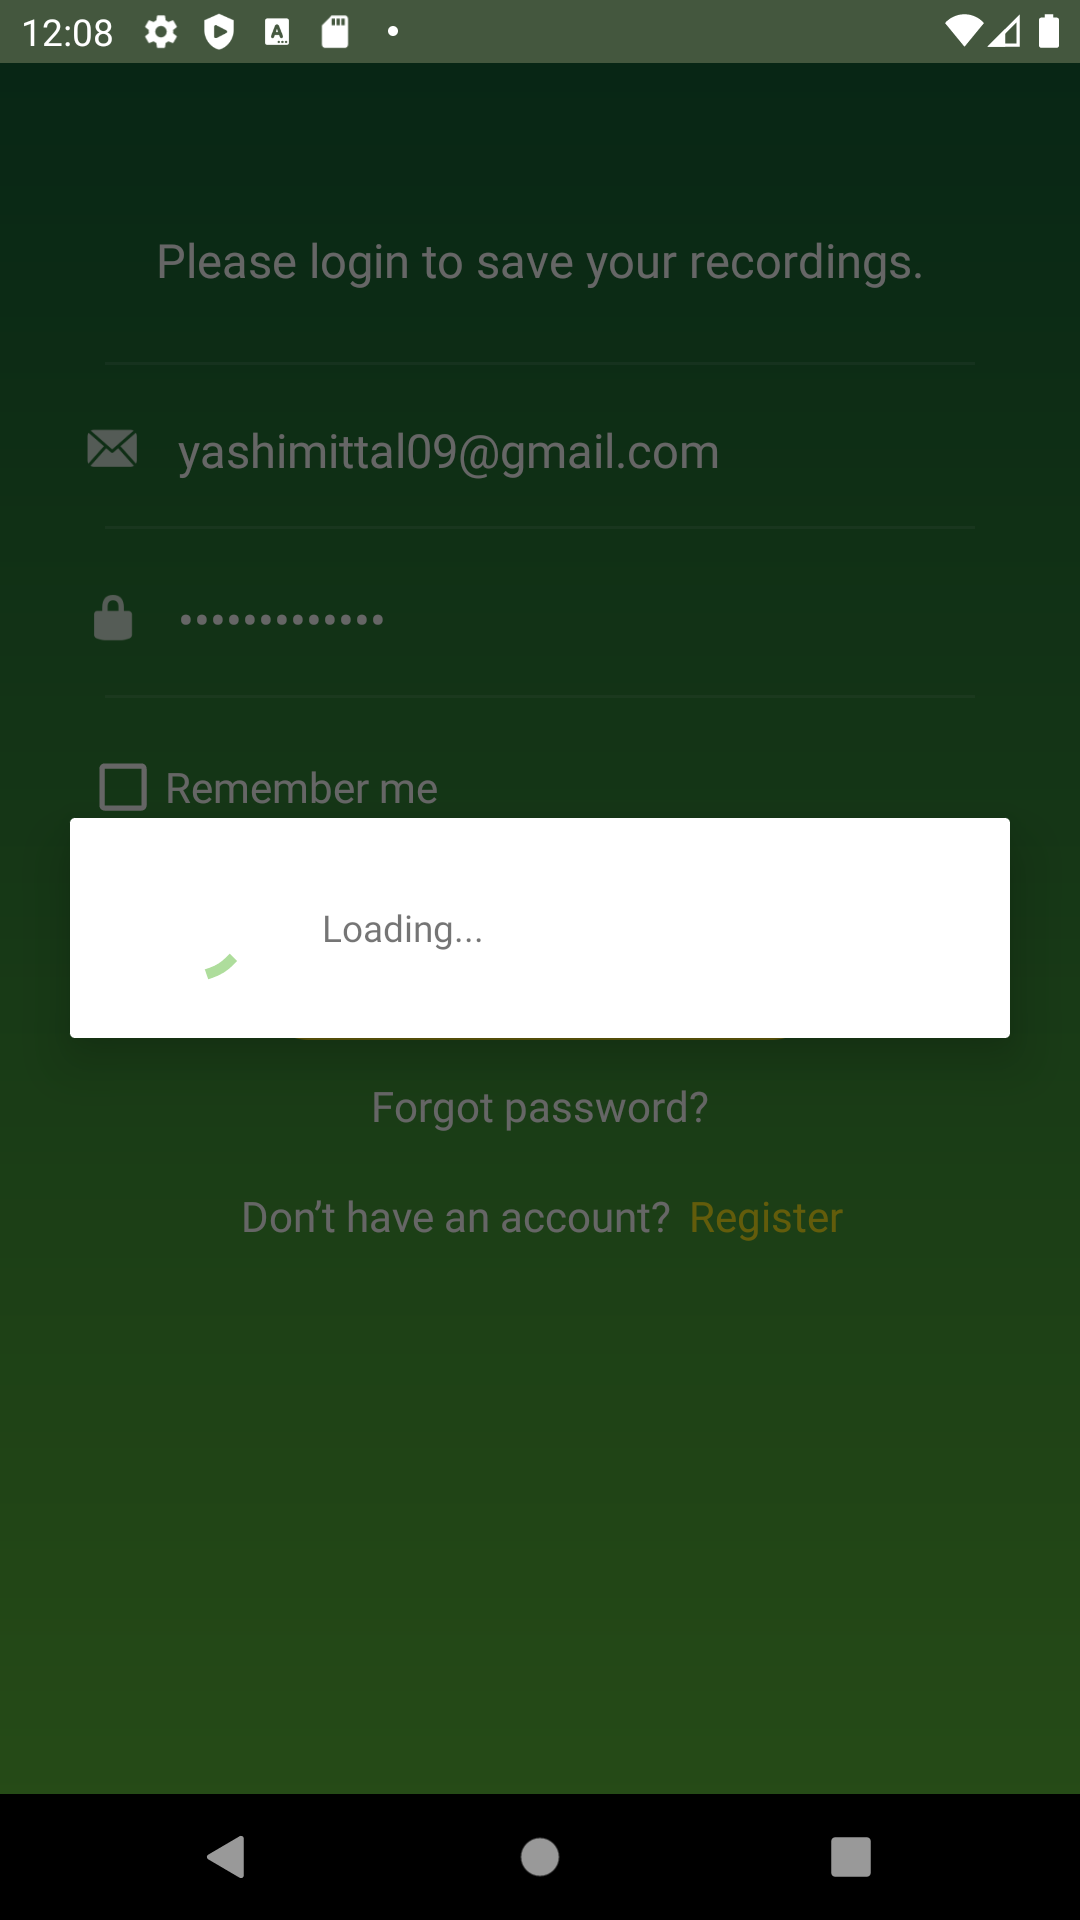 12:08
Please login to save your recordings.
yashimittal09@gmail.com
•••••••••••••
Remember me
Loading...
Forgot password?
Don’t have an account? Register